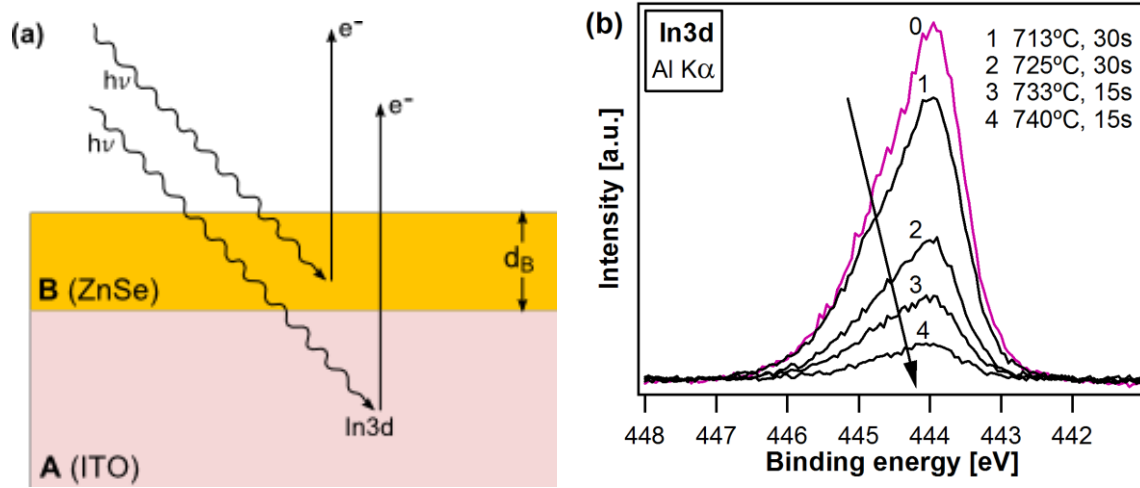 (a)
e⁻
hν
e⁻
hν
d_B
B (ZnSe)
In3d
A (ITO)
(b)
In3d
Al Kα
0
1 713ºC, 30s
2 725ºC, 30s
3 733ºC, 15s
4 740ºC, 15s
1
2
3
4
Intensity [a.u.]
448 447 446 445 444 443 442
Binding energy [eV]